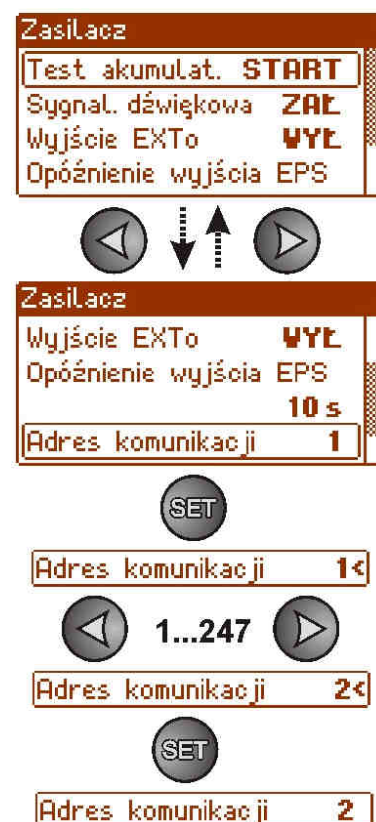 Zasilacz
Test akumulat. START
Sygnal. dźwiękowa ZAŁ
Wyjście EXTo WYŁ
Opóźnienie wyjścia EPS
Zasilacz
Wyjście EXTo WYŁ
Opóźnienie wyjścia EPS
10 s
Adres komunikacji 1
SET
Adres komunikacji 1<
1...247
Adres komunikacji 2<
SET
Adres komunikacji 2